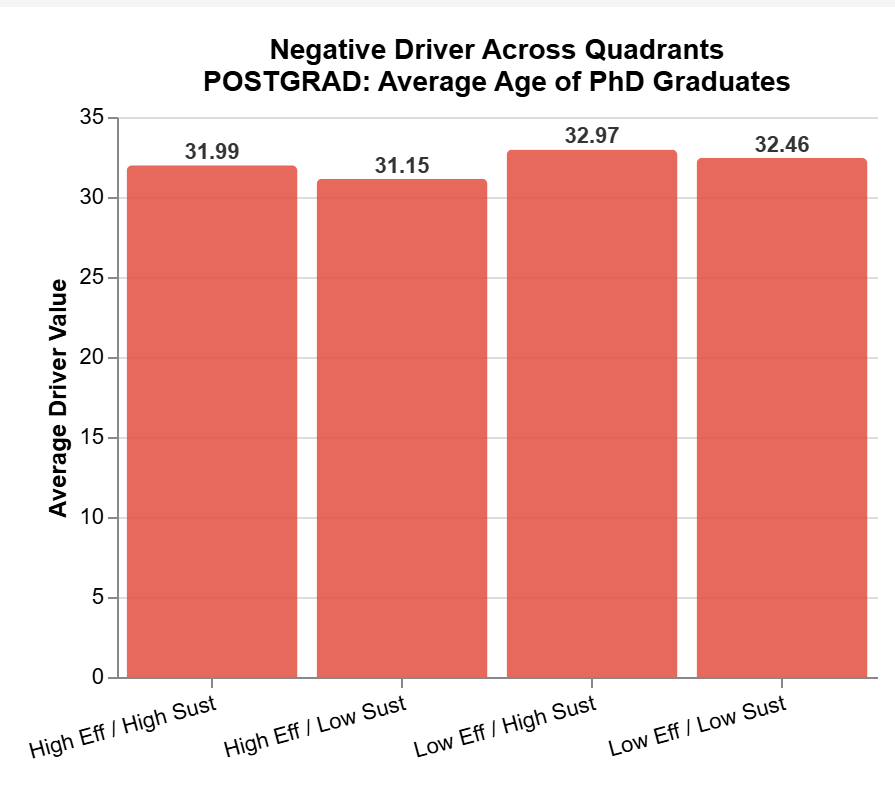 Negative Driver Across Quadrants
POSTGRAD: Average Age of PhD Graduates
Average Driver Value
35
30
25
20
15
10
5
0
31.99
31.15
32.97
32.46
High Eff / High Sust
High Eff / Low Sust
Low Eff / High Sust
Low Eff / Low Sust